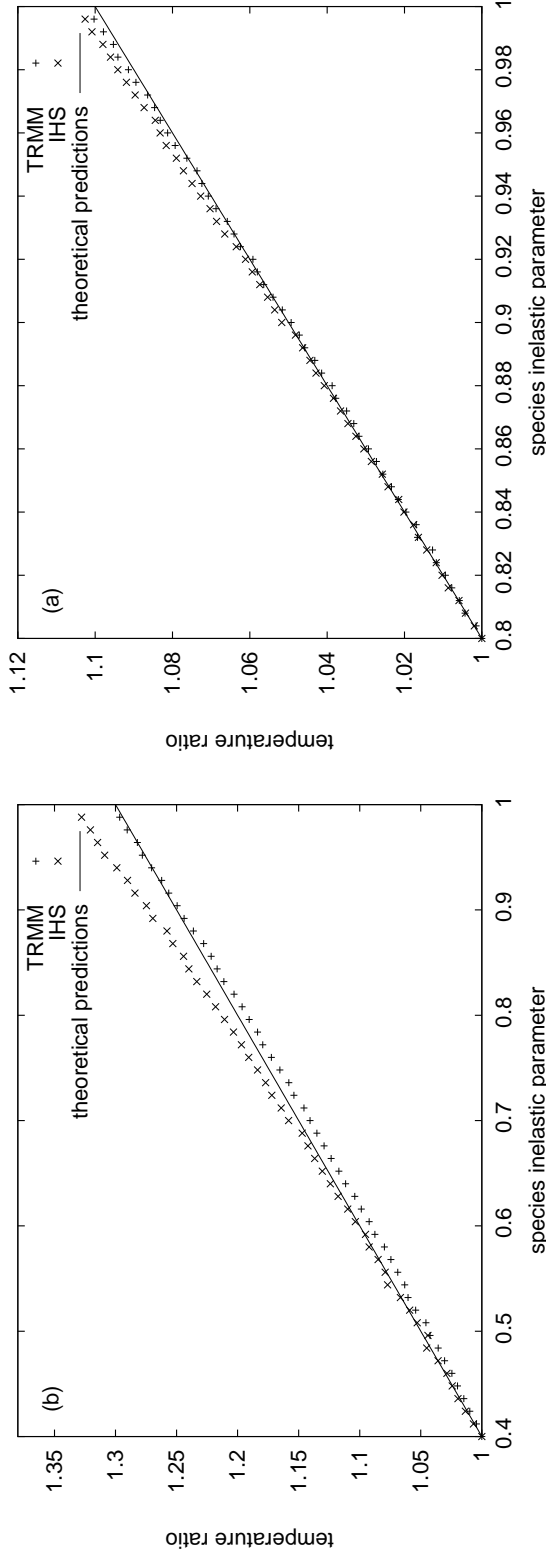 (a)
TRMM
IHS
theoretical predictions
1.12
1.1
1.08
1.06
1.04
1.02
1
0.8
0.82
0.84
0.86
0.88
0.9
0.92
0.94
0.96
0.98
1
temperature ratio
species inelastic parameter
(b)
TRMM
IHS
theoretical predictions
1.35
1.3
1.25
1.2
1.15
1.1
1.05
1
0.4
0.5
0.6
0.7
0.8
0.9
1
temperature ratio
species inelastic parameter